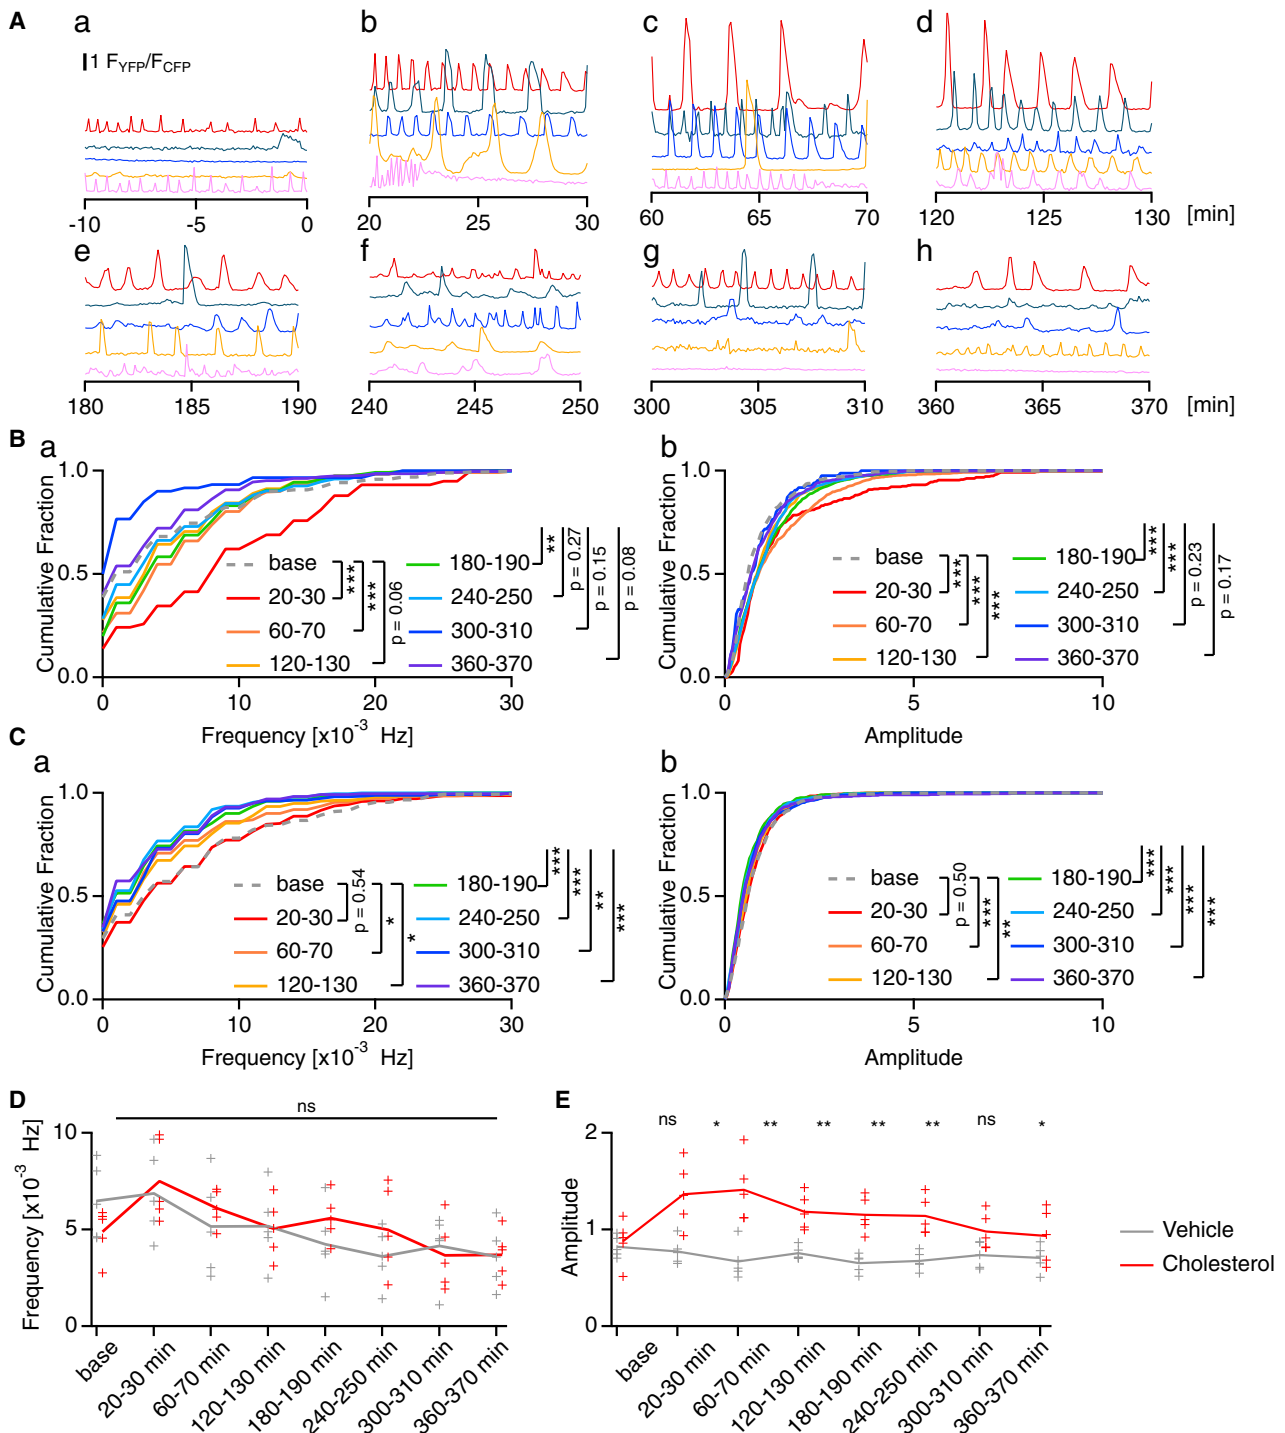 A
a
b
c
d
1 F_YFP/F_CFP
-10 -5 0
20 25 30
60 65 70
120 125 130 [min]
e
f
g
h
180 185 190
240 245 250
300 305 310
360 365 370 [min]
B
a
Cumulative Fraction
1.0
0.5
0.0
base
20-30
60-70
120-130
***
***
p = 0.06
180-190
240-250
300-310
360-370
**
p = 0.27
p = 0.15
p = 0.08
0 10 20 30
Frequency [x10⁻³ Hz]
b
Cumulative Fraction
1.0
0.5
0.0
base
20-30
60-70
120-130
***
***
***
180-190
240-250
300-310
360-370
***
***
p = 0.23
p = 0.17
0 5 10
Amplitude
C
a
Cumulative Fraction
1.0
0.5
0.0
base
20-30
60-70
120-130
p = 0.54
*
*
180-190
240-250
300-310
360-370
***
***
**
***
0 10 20 30
Frequency [x10⁻³ Hz]
b
Cumulative Fraction
1.0
0.5
0.0
base
20-30
60-70
120-130
p = 0.50
***
**
180-190
240-250
300-310
360-370
***
***
***
***
0 5 10
Amplitude
D
ns
Frequency [x10⁻³ Hz]
10
5
0
base
20-30 min
60-70 min
120-130 min
180-190 min
240-250 min
300-310 min
360-370 min
E
ns * ** ** ** ** ns *
Amplitude
2
1
0
base
20-30 min
60-70 min
120-130 min
180-190 min
240-250 min
300-310 min
360-370 min
Vehicle
Cholesterol